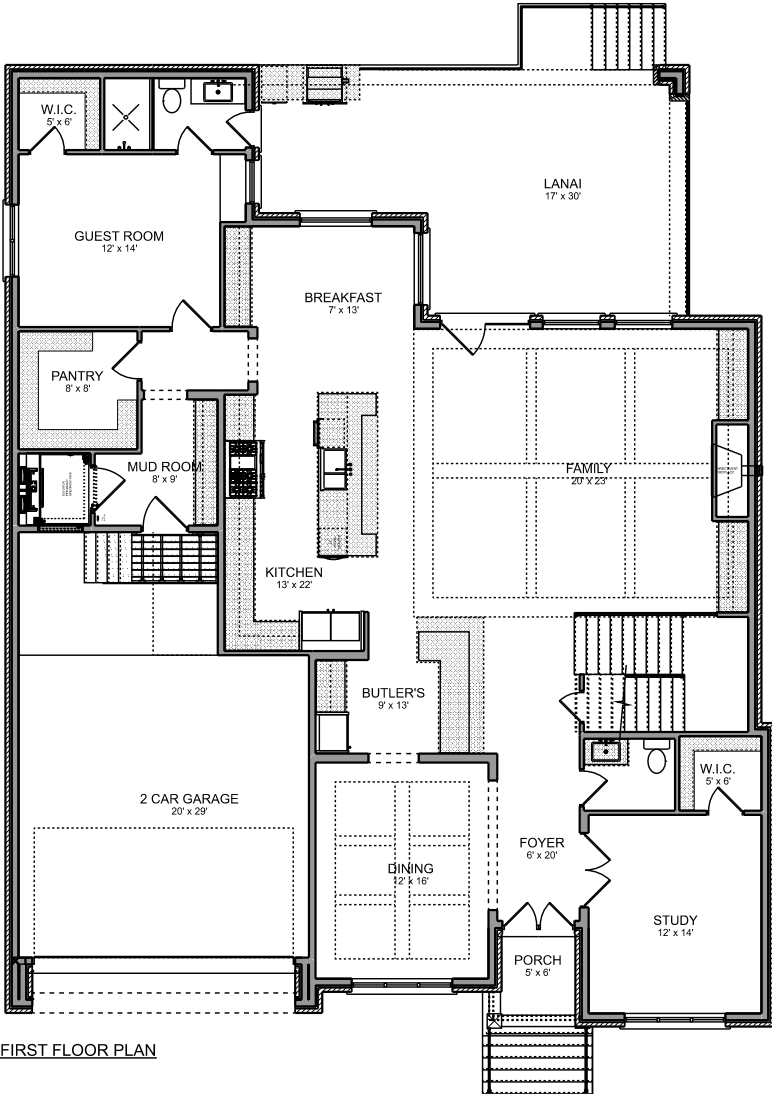 W.I.C.
5' x 6'
LANAI
17' x 30'
GUEST ROOM
12' x 14'
BREAKFAST
7' x 13'
PANTRY
8' x 8'
MUD ROOM
8' x 9'
FAMILY
20' x 23'
KITCHEN
13' x 22'
BUTLER'S
9' x 13'
W.I.C.
5' x 6'
2 CAR GARAGE
20' x 29'
FOYER
6' x 20'
DINING
12' x 16'
STUDY
12' x 14'
PORCH
5' x 6'
FIRST FLOOR PLAN